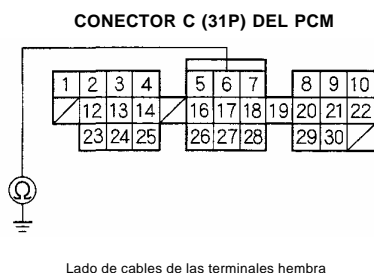 CONECTOR C (31P) DEL PCM
1 2 3 4 5 6 7 8 9 10
12 13 14 16 17 18 19 20 21 22
23 24 25 26 27 28 29 30
Ω
Lado de cables de las terminales hembra